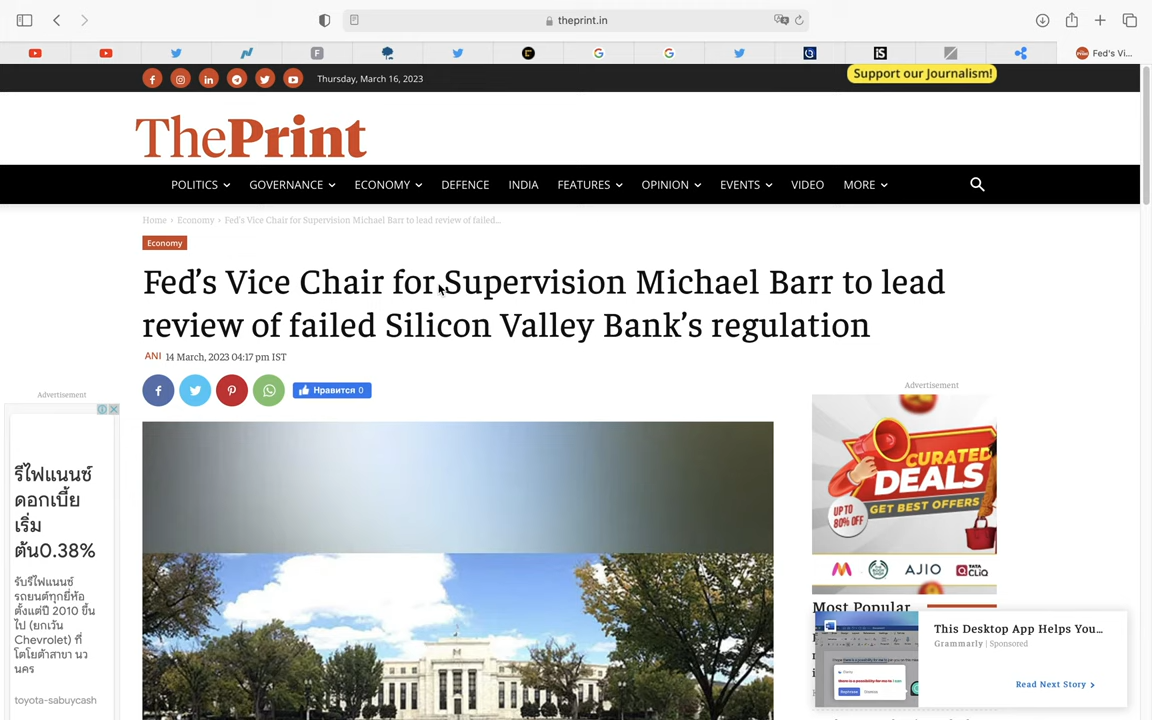 theprint.in
Fed's Vi...
Thursday, March 16, 2023
Support our Journalism!
ThePrint
POLITICS
GOVERNANCE
ECONOMY
DEFENCE
INDIA
FEATURES
OPINION
EVENTS
VIDEO
MORE
Home › Economy › Fed's Vice Chair for Supervision Michael Barr to lead review of failed...
Economy
Fed's Vice Chair for Supervision Michael Barr to lead
review of failed Silicon Valley Bank's regulation
ANI 14 March, 2023 04:17 pm IST
Нравится 0
Advertisement
รีไฟแนนซ์
ดอกเบี้ย
เริ่ม
ต้น0.38%
รับรีไฟแนนซ์
รถยนต์ทุกยี่ห้อ
ตั้งแต่ปี 2010 ขึ้น
ไป (ยกเว้น
Chevrolet) ที่
โตโยต้าสาขา นว
นคร
toyota-sabuycash
Advertisement
CURATED
DEALS
GET BEST OFFERS
UP TO
80% OFF
AJIO
TATA
CLiQ
Most Popular
This Desktop App Helps You...
Grammarly | Sponsored
Read Next Story